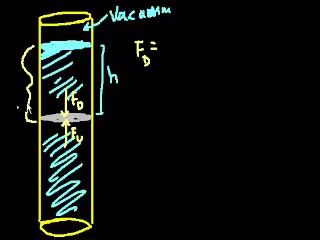 Vacuum
F_D =
h
F_D
F_U